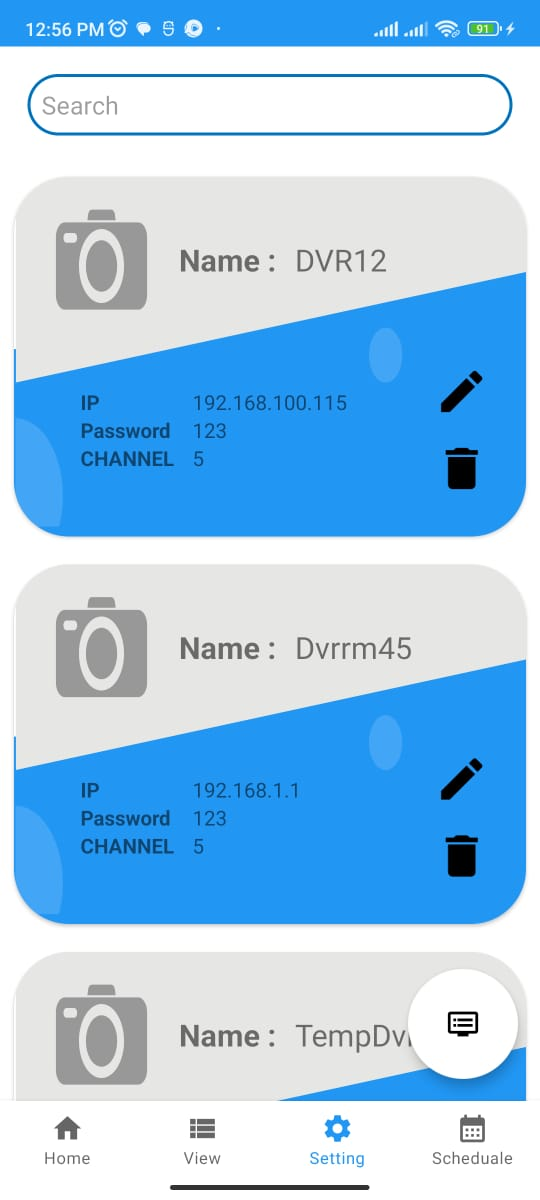 12:56 PM
91
Search
Name : DVR12
IP 192.168.100.115
Password 123
CHANNEL 5
Name : Dvrrm45
IP 192.168.1.1
Password 123
CHANNEL 5
Name : TempDv
Home View Setting Scheduale